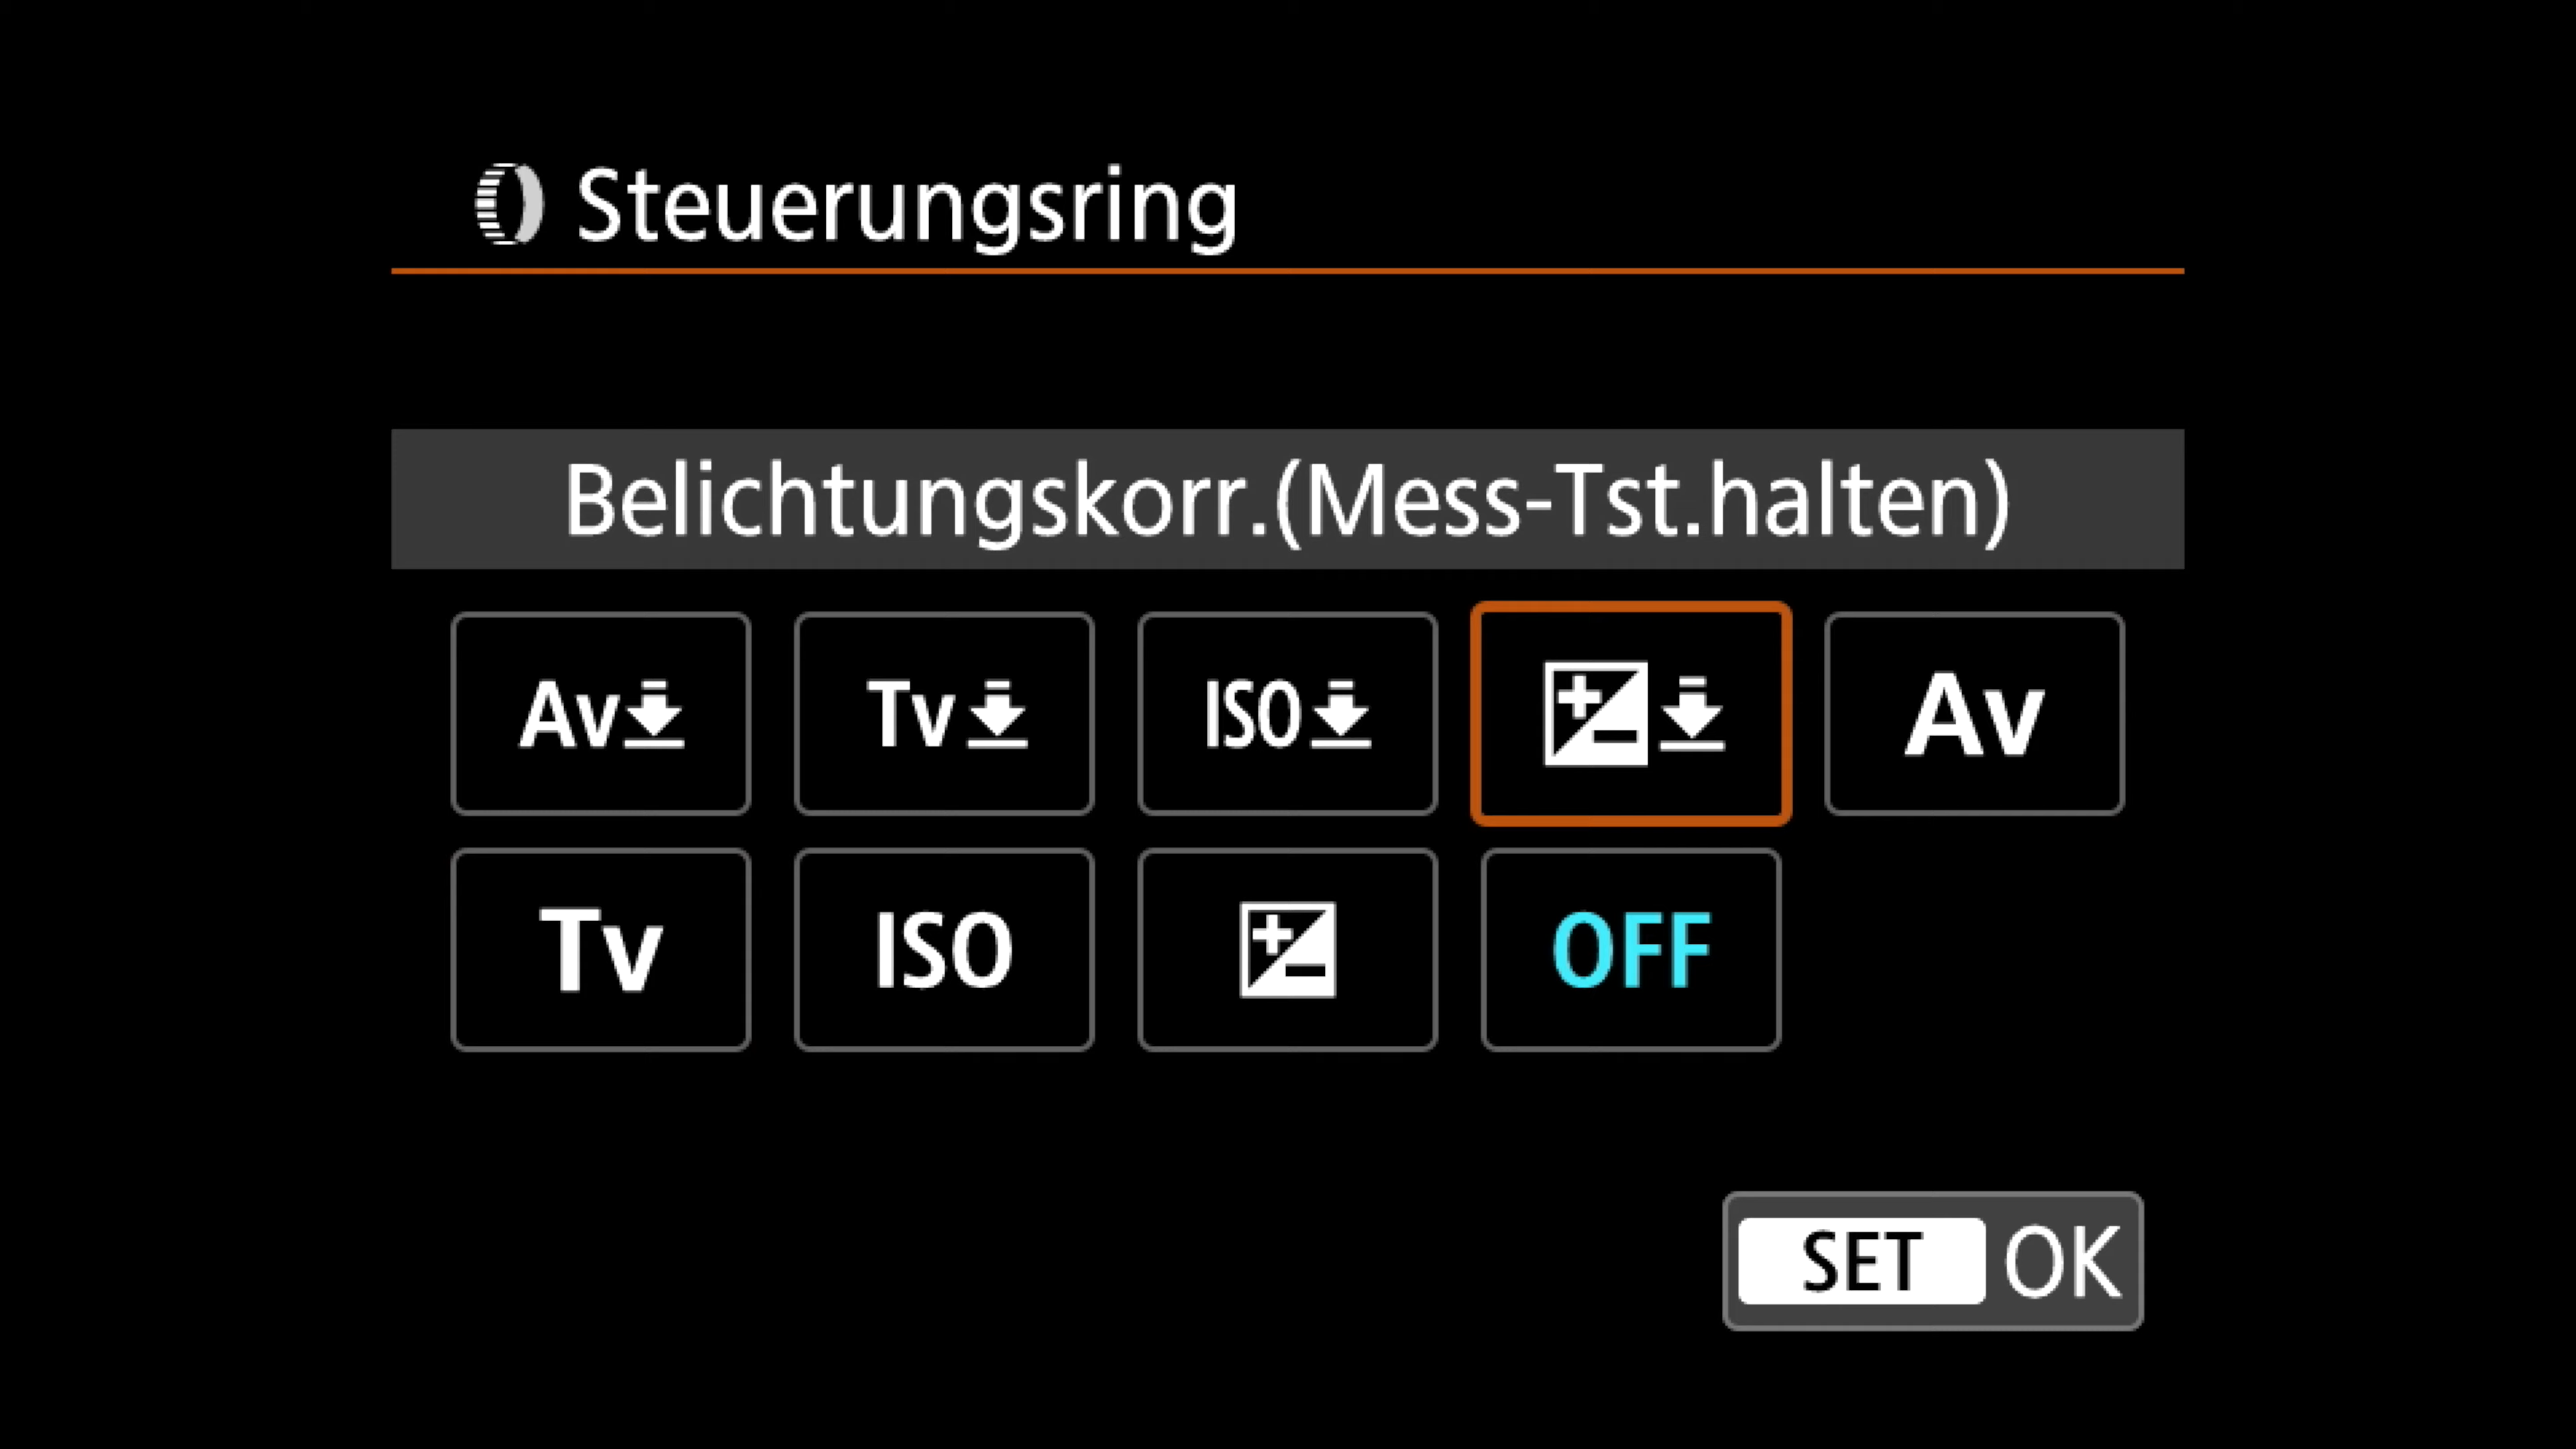 Steuerungsring
Belichtungskorr.(Mess-Tst.halten)
Av Tv ISO Av
Tv ISO OFF
SET OK